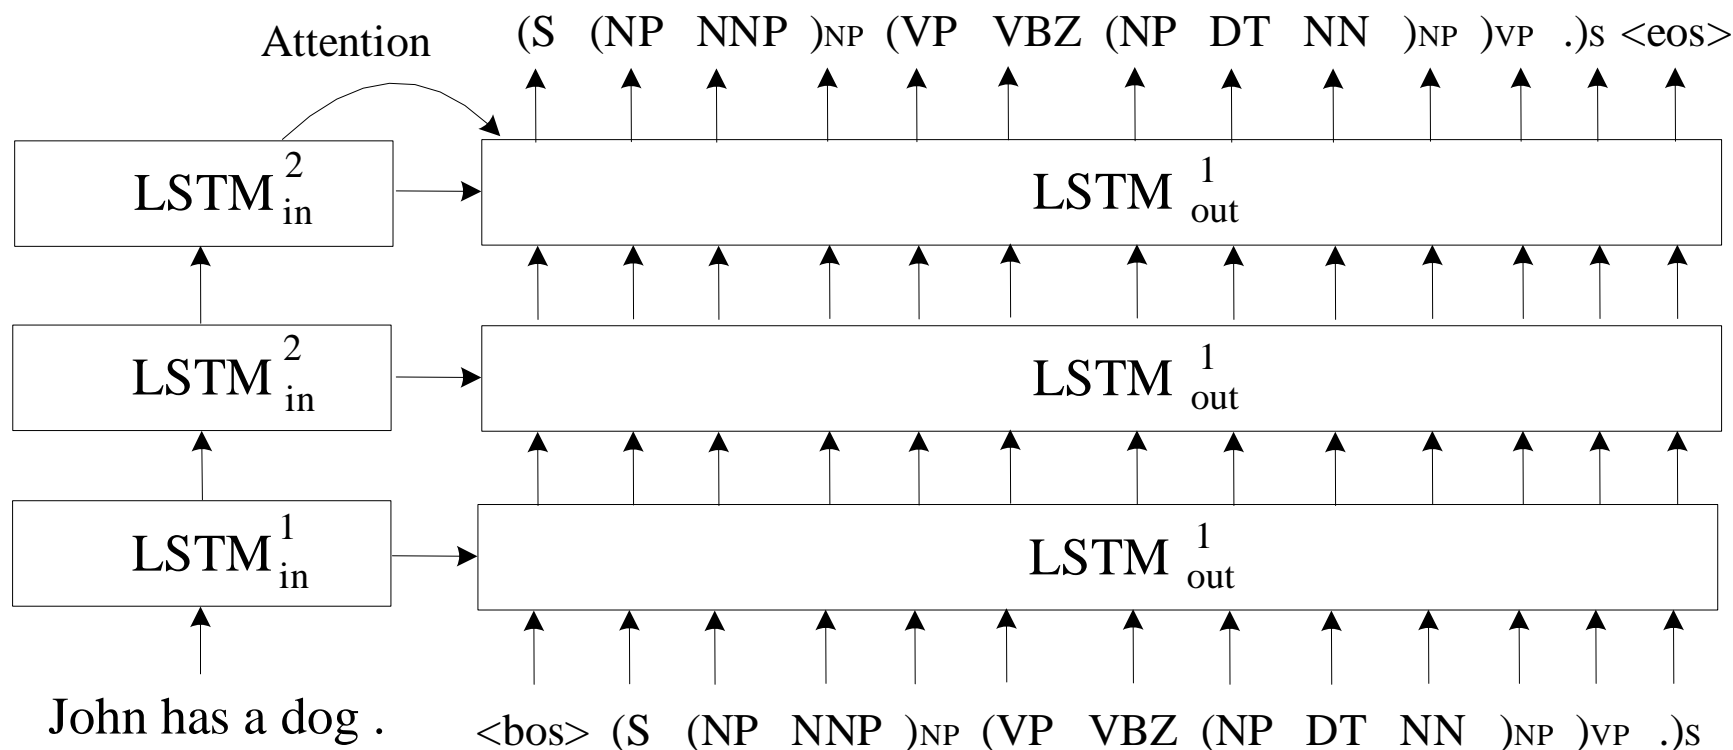 Attention
(S (NP NNP )NP (VP VBZ (NP DT NN )NP )VP .)S <eos>
LSTM 2 in
LSTM 1 out
LSTM 2 in
LSTM 1 out
LSTM 1 in
LSTM 1 out
John has a dog .
<bos> (S (NP NNP )NP (VP VBZ (NP DT NN )NP )VP .)S